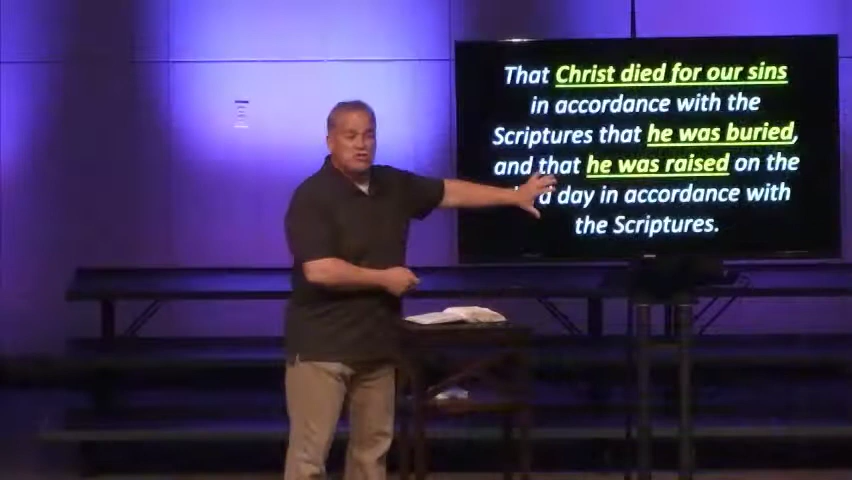 That Christ died for our sins
in accordance with the
Scriptures that he was buried,
and that he was raised on the
day in accordance with
the Scriptures.